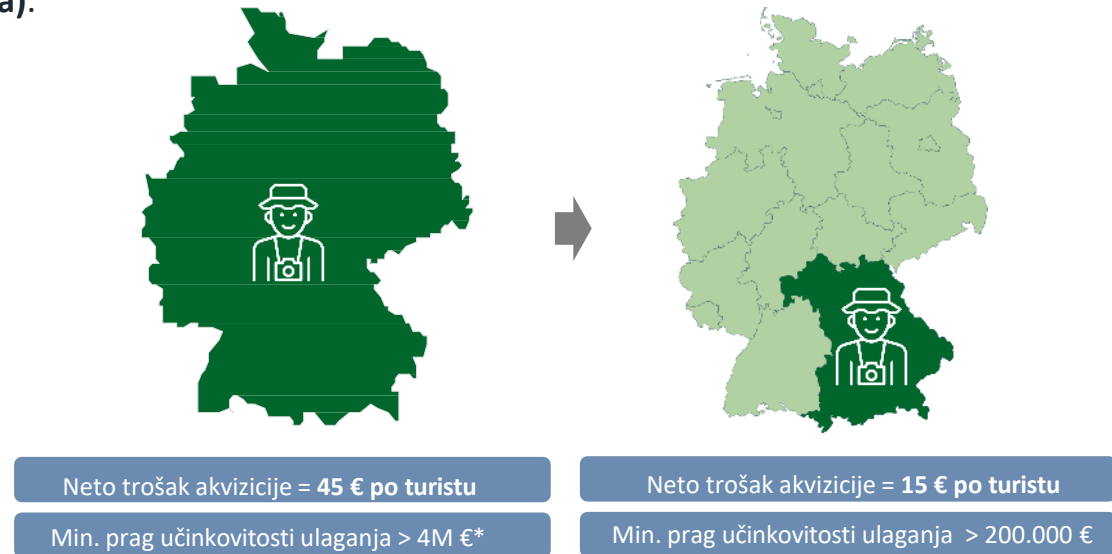 a).
Neto trošak akvizicije = 45 € po turistu
Neto trošak akvizicije = 15 € po turistu
Min. prag učinkovitosti ulaganja > 4M €*
Min. prag učinkovitosti ulaganja > 200.000 €